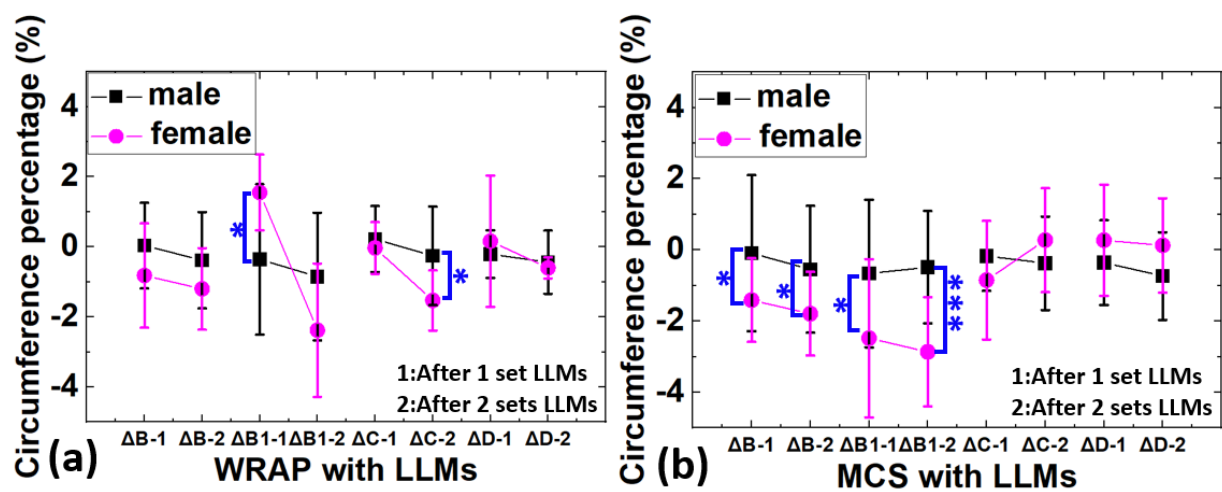 Circumference percentage (%)
4
2
0
-2
-4
male
female
*
*
1:After 1 set LLMs
2:After 2 sets LLMs
ΔB-1 ΔB-2 ΔB1-1 ΔB1-2 ΔC-1 ΔC-2 ΔD-1 ΔD-2
(a) WRAP with LLMs
Circumference percentage (%)
4
2
0
-2
-4
male
female
*
*
*
***
1:After 1 set LLMs
2:After 2 sets LLMs
ΔB-1 ΔB-2 ΔB1-1 ΔB1-2 ΔC-1 ΔC-2 ΔD-1 ΔD-2
(b) MCS with LLMs